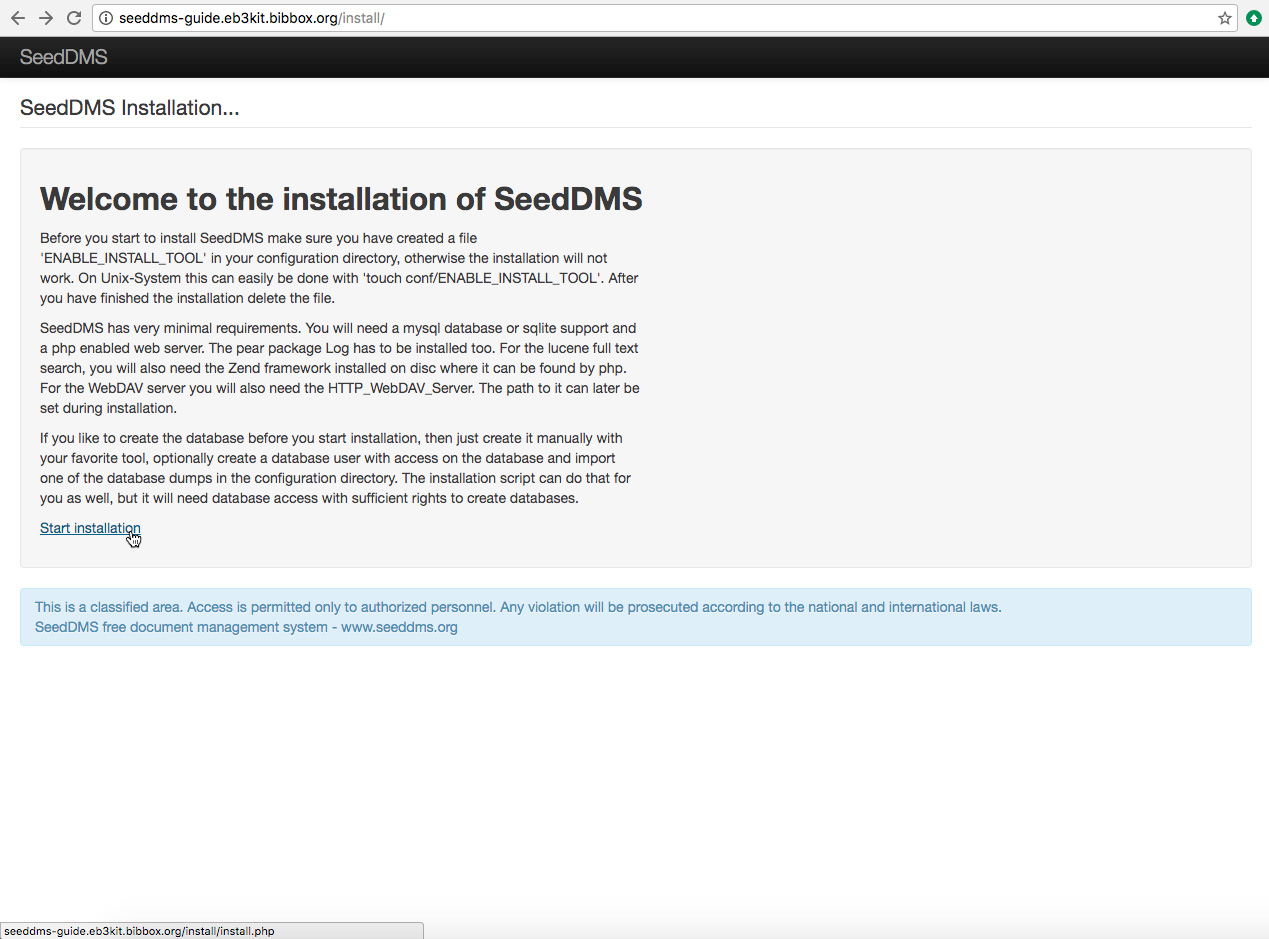 seeddms-guide.eb3kit.bibbox.org/install/
SeedDMS
SeedDMS Installation...
Welcome to the installation of SeedDMS
Before you start to install SeedDMS make sure you have created a file
'ENABLE_INSTALL_TOOL' in your configuration directory, otherwise the installation will not
work. On Unix-System this can easily be done with 'touch conf/ENABLE_INSTALL_TOOL'. After
you have finished the installation delete the file.
SeedDMS has very minimal requirements. You will need a mysql database or sqlite support and
a php enabled web server. The pear package Log has to be installed too. For the lucene full text
search, you will also need the Zend framework installed on disc where it can be found by php.
For the WebDAV server you will also need the HTTP_WebDAV_Server. The path to it can later be
set during installation.
If you like to create the database before you start installation, then just create it manually with
your favorite tool, optionally create a database user with access on the database and import
one of the database dumps in the configuration directory. The installation script can do that for
you as well, but it will need database access with sufficient rights to create databases.
Start installation
This is a classified area. Access is permitted only to authorized personnel. Any violation will be prosecuted according to the national and international laws.
SeedDMS free document management system - www.seeddms.org
seeddms-guide.eb3kit.bibbox.org/install/install.php